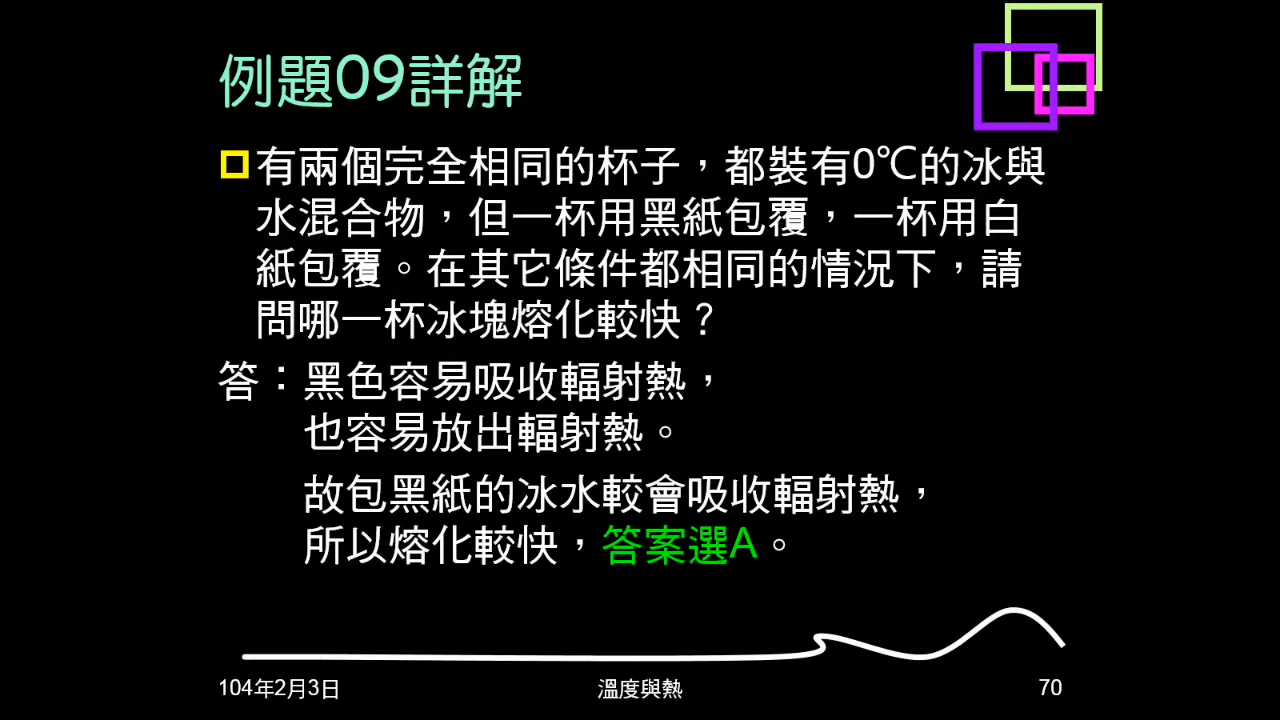 例題09詳解
有兩個完全相同的杯子，都裝有0℃的冰與
水混合物，但一杯用黑紙包覆，一杯用白
紙包覆。在其它條件都相同的情況下，請
問哪一杯冰塊熔化較快？
答：黑色容易吸收輻射熱，
也容易放出輻射熱。
故包黑紙的冰水較會吸收輻射熱，
所以熔化較快，答案選A。
104年2月3日
溫度與熱
70